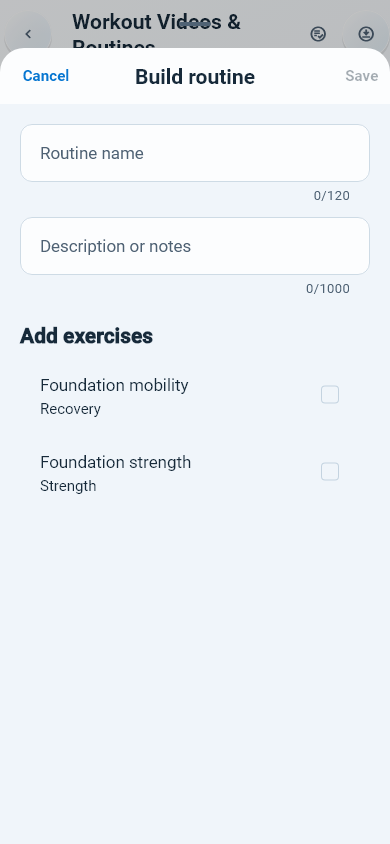 Workout Videos &
Routines
Cancel
Build routine
Save
Routine name
0/120
Description or notes
0/1000
Add exercises
Foundation mobility
Recovery
Foundation strength
Strength